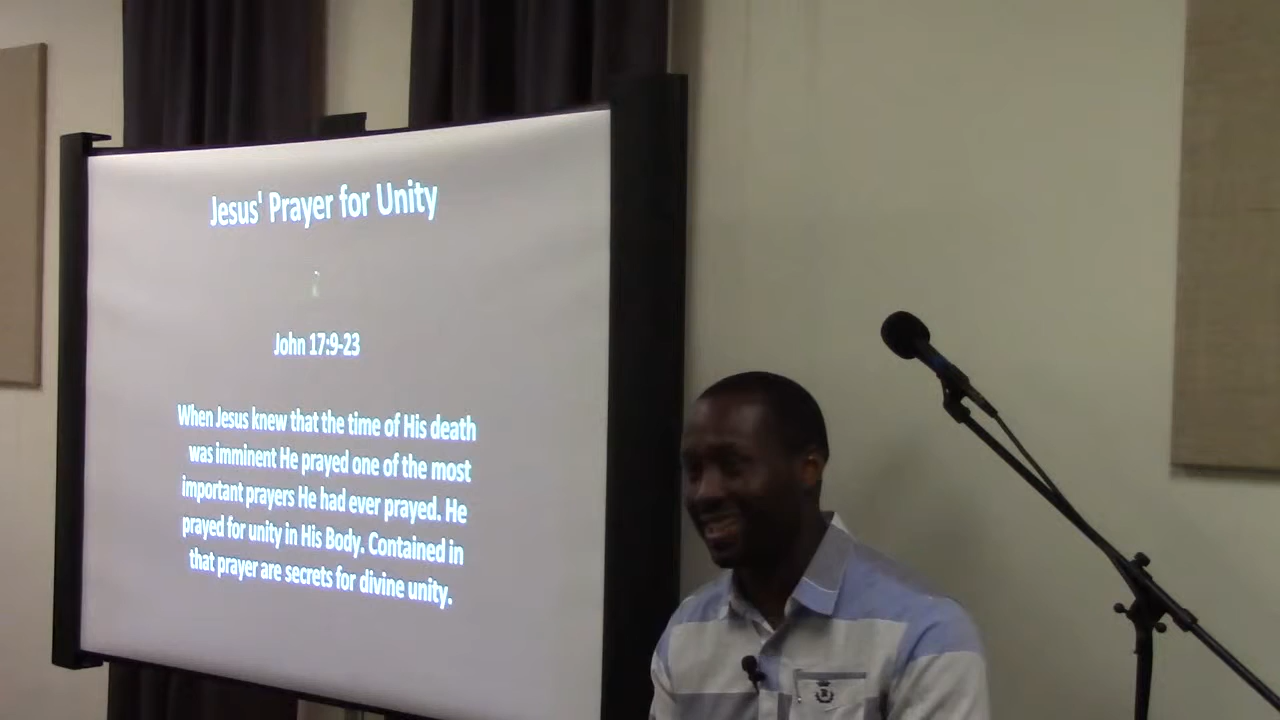 Jesus' Prayer for Unity
John 17:9-23
When Jesus knew that the time of His death
was imminent He prayed one of the most
important prayers He had ever prayed. He
prayed for unity in His Body. Contained in
that prayer are secrets for divine unity.